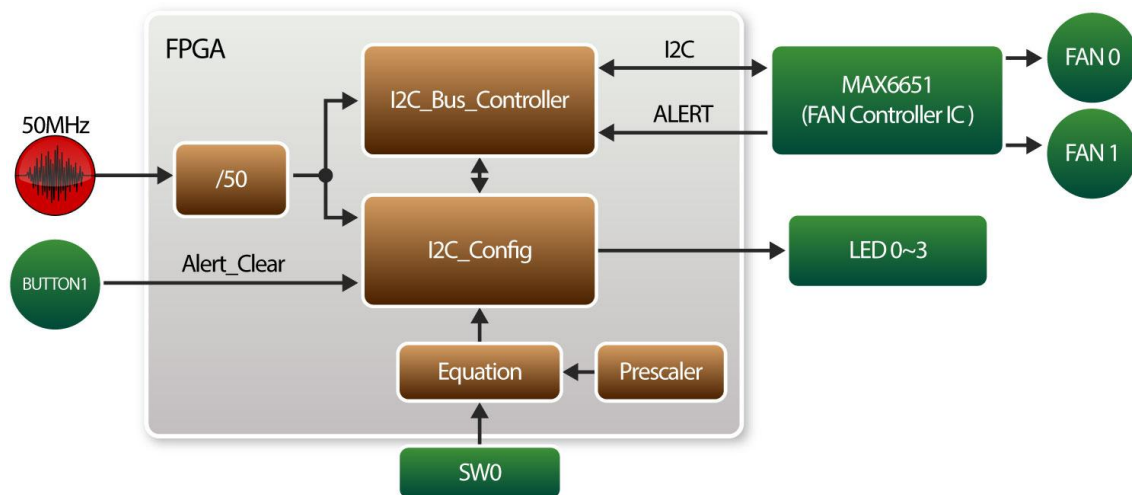 FPGA
50MHz
/50
I2C_Bus_Controller
I2C
ALERT
MAX6651
(FAN Controller IC )
FAN 0
FAN 1
BUTTON1
Alert_Clear
I2C_Config
LED 0~3
Equation
Prescaler
SW0